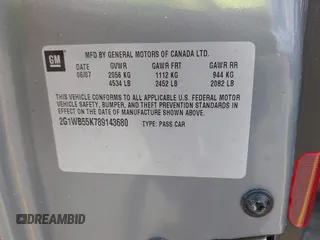 GM
MFD BY GENERAL MOTORS OF CANADA LTD.
DATE GVWR GAWR FRT GAWR RR
06/07 2056 KG 1112 KG 944 KG
4534 LB 2452 LB 2082 LB
THIS VEHICLE CONFORMS TO ALL APPLICABLE U.S. FEDERAL MOTOR
VEHICLE SAFETY, BUMPER, AND THEFT PREVENTION STANDARDS IN
EFFECT ON THE DATE OF MANUFACTURE SHOWN ABOVE.
2G1WB55K789143680 TYPE: PASS CAR
DREAMBID